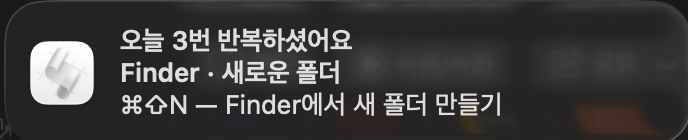 오늘 3번 반복하셨어요
Finder · 새로운 폴더
⌘⇧N — Finder에서 새 폴더 만들기